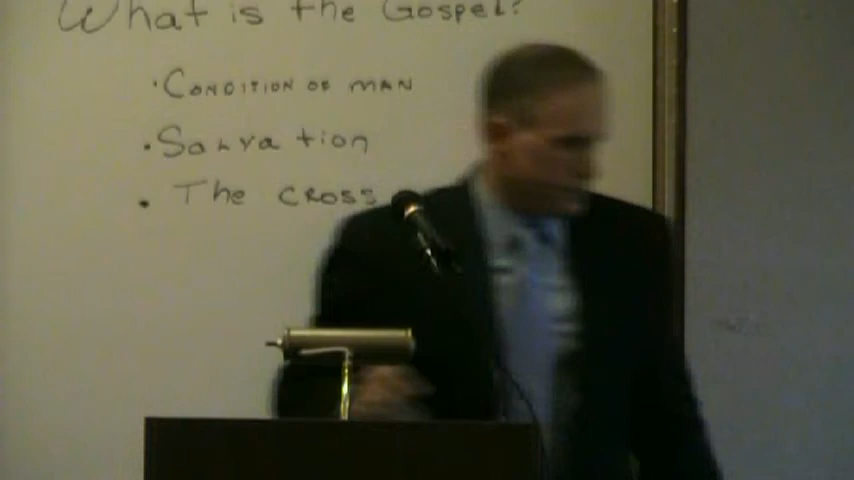 What is the Gospel?
· CONDITION OF MAN
· Salvation
· The CROSS